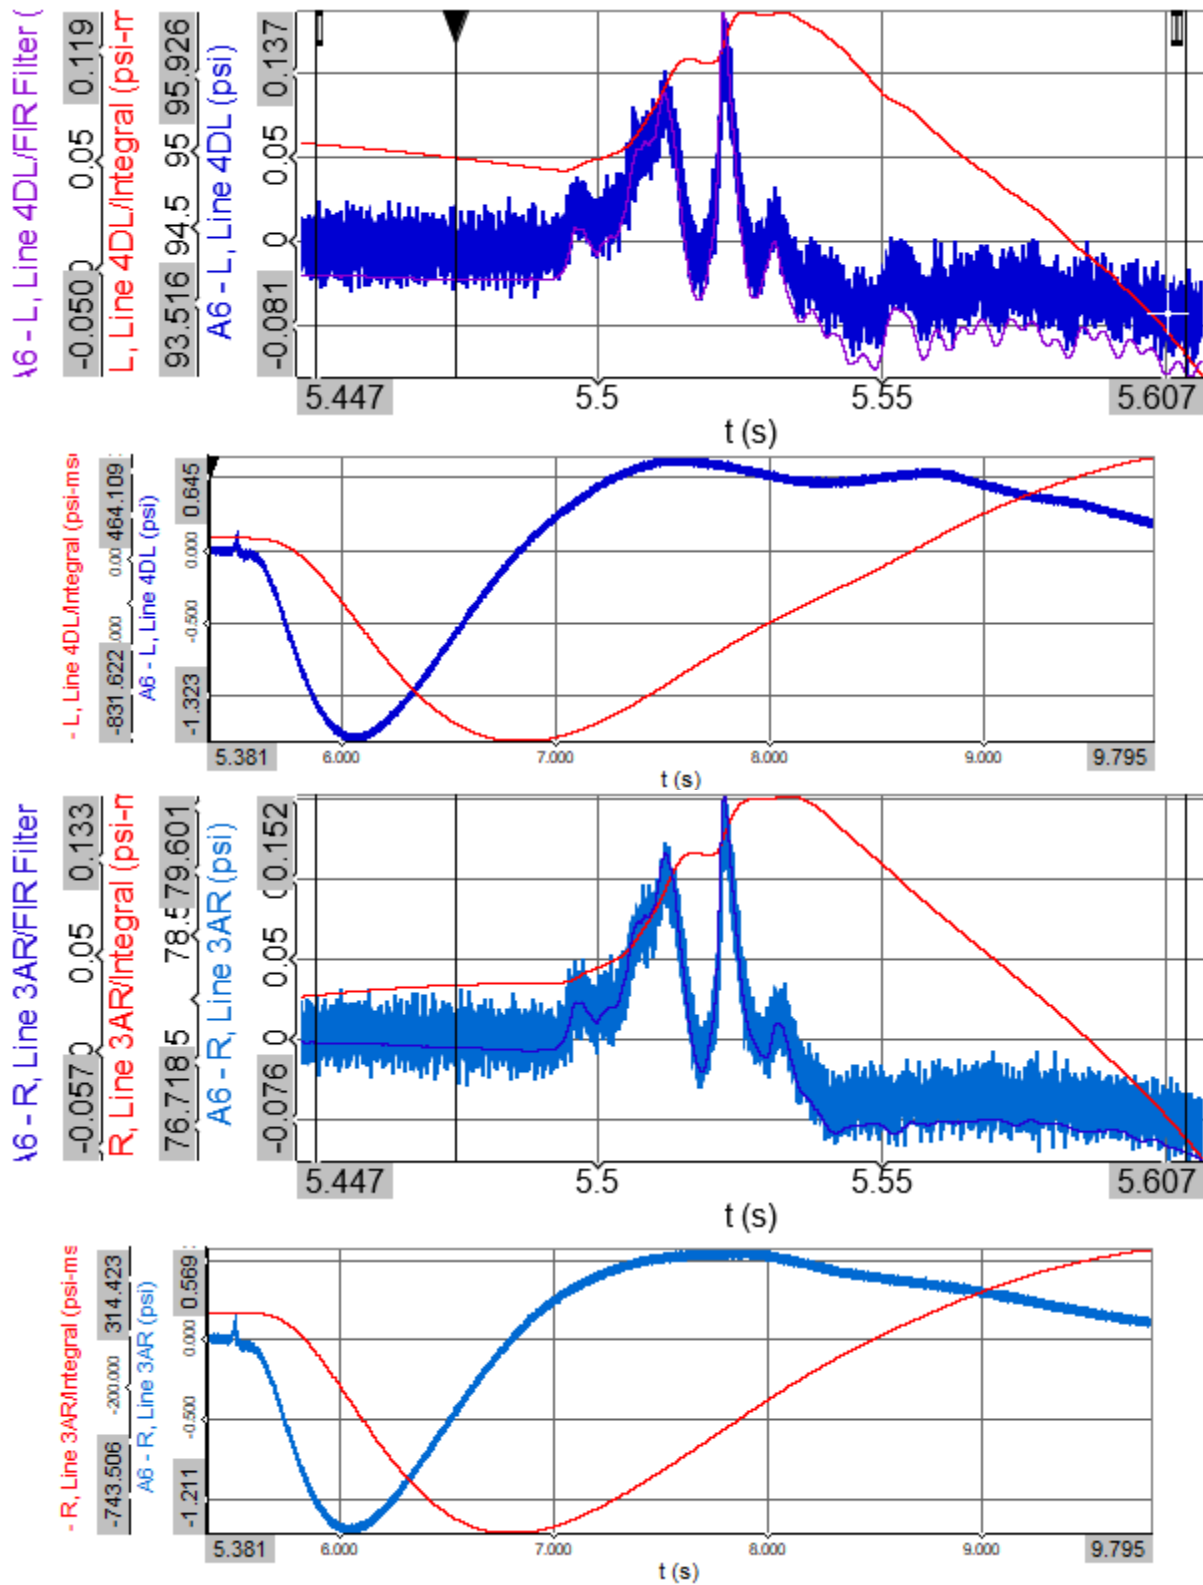 A6 - L, Line 4DL/FIR Filter (
-0.050 0 0.05 0.119
L, Line 4DL/Integral (psi-m
93.516 94.5 95 95.926
A6 - L, Line 4DL (psi)
-0.081 0 0.05 0.137
5.447 5.5 5.55 5.607
t (s)
- L, Line 4DL/Integral (psi-ms
-831.622 .000 0.00 464.109
A6 - L, Line 4DL (psi)
-1.323 -0.500 0.000 0.645
5.381 6.000 7.000 8.000 9.000 9.795
t (s)
A6 - R, Line 3AR/FIR Filter
-0.057 0 0.05 0.133
R, Line 3AR/Integral (psi-m
76.718 .5 78.5 79.601
A6 - R, Line 3AR (psi)
-0.076 0 0.05 0.152
5.447 5.5 5.55 5.607
t (s)
- R, Line 3AR/Integral (psi-ms
-743.506 -200.000 314.423
A6 - R, Line 3AR (psi)
-1.211 -0.500 0.000 0.569
5.381 6.000 7.000 8.000 9.000 9.795
t (s)